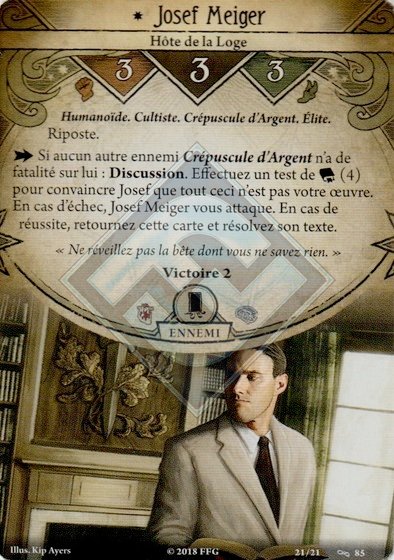 Josef Meiger
Hôte de la Loge
3 3 3
Humanoïde. Cultiste. Crépuscule d'Argent. Élite.
Riposte.
Si aucun autre ennemi Crépuscule d'Argent n'a de
fatalité sur lui : Discussion. Effectuez un test de (4)
pour convaincre Josef que tout ceci n'est pas votre œuvre.
En cas d'échec, Josef Meiger vous attaque. En cas de
réussite, retournez cette carte et résolvez son texte.
« Ne réveillez pas la bête dont vous ne savez rien. »
Victoire 2
ENNEMI
Illus. Kip Ayers © 2018 FFG 21/21 85